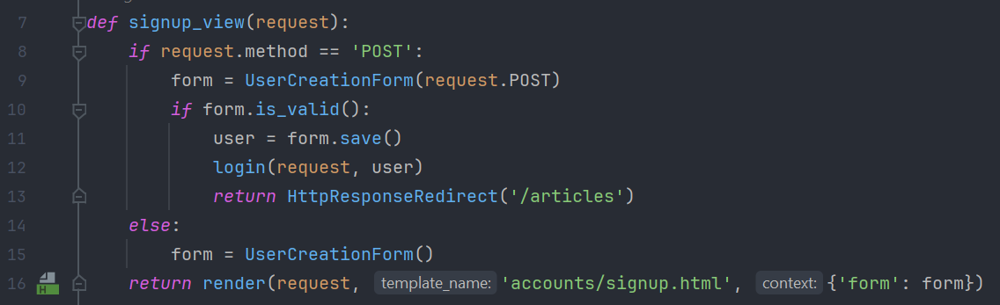 7 def signup_view(request):
8 if request.method == 'POST':
9 form = UserCreationForm(request.POST)
10 if form.is_valid():
11 user = form.save()
12 login(request, user)
13 return HttpResponseRedirect('/articles')
14 else:
15 form = UserCreationForm()
16 H return render(request, template_name: 'accounts/signup.html', context: {'form': form})